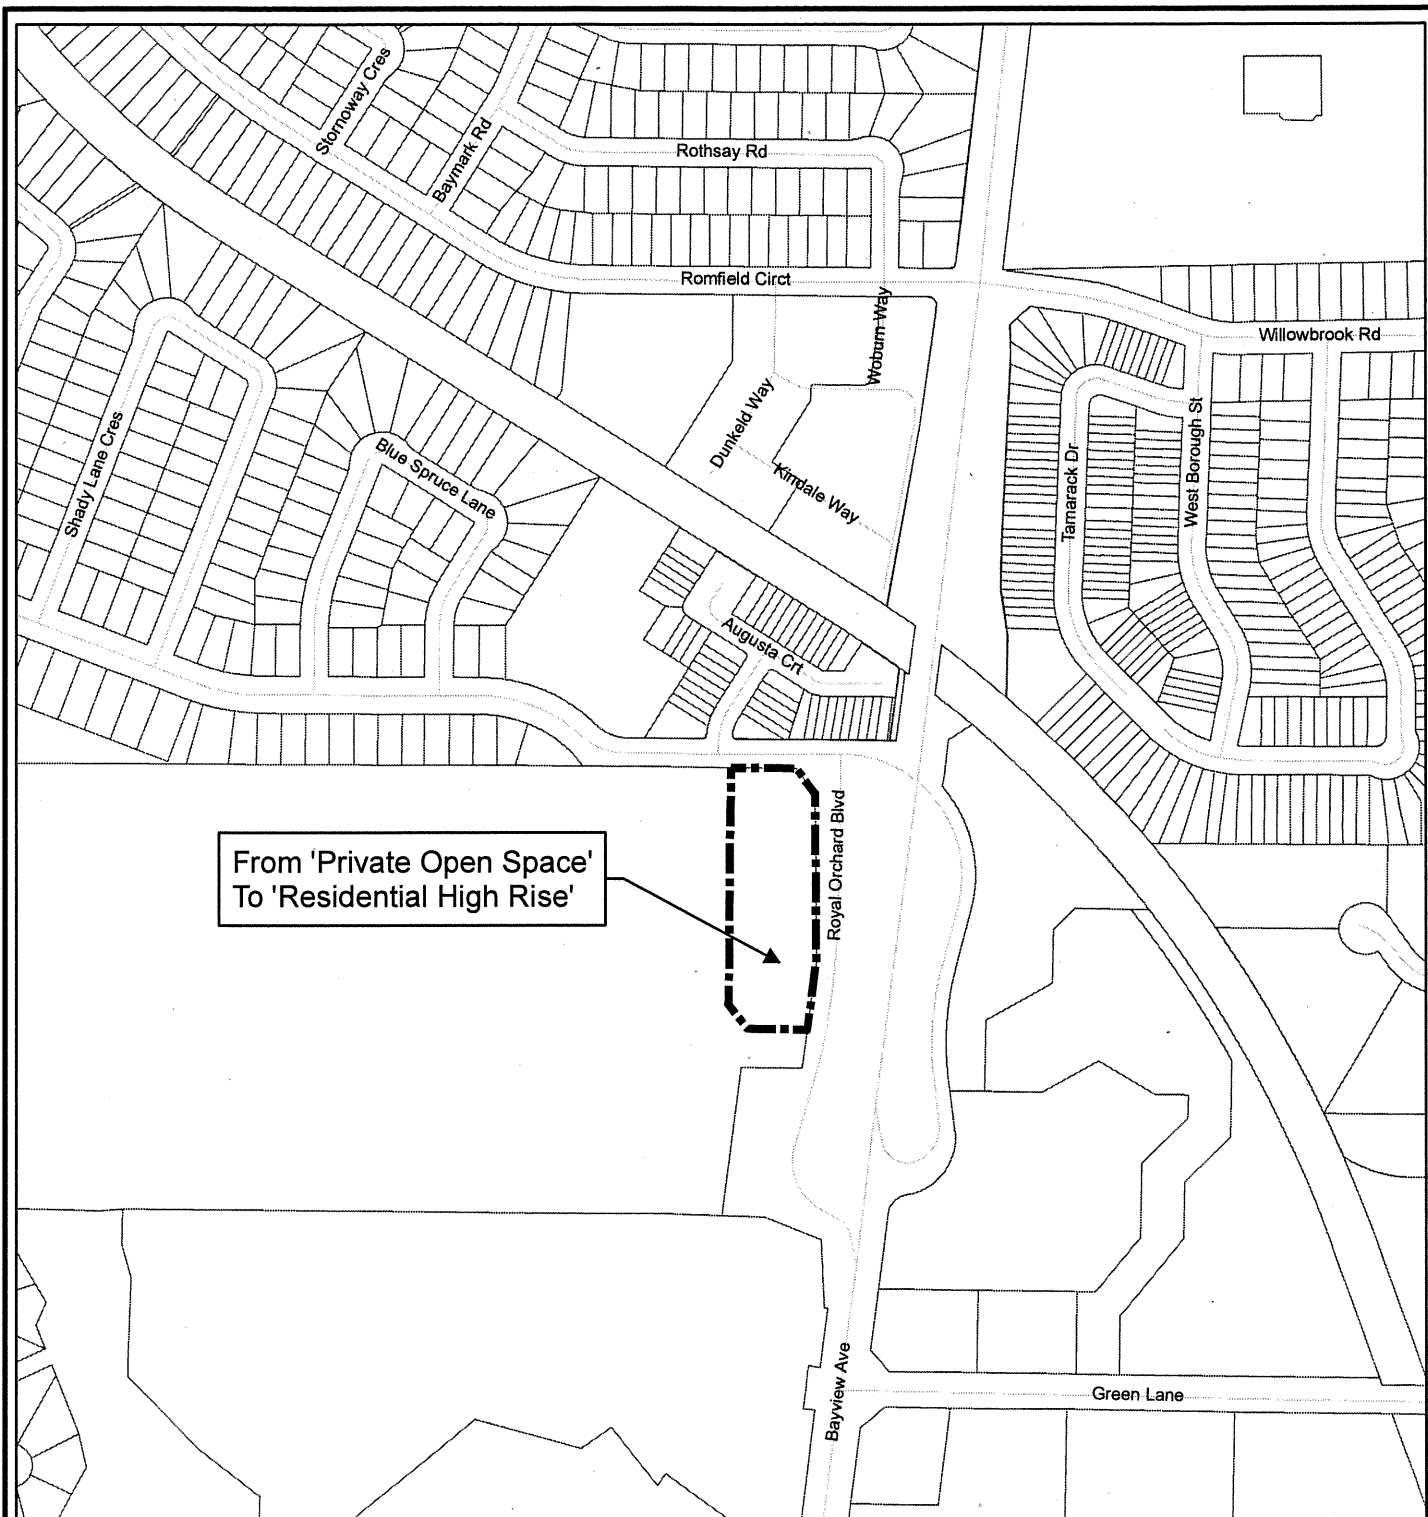 Stornoway Cres
Baymark Rd
Rothsay Rd
Romfield Circt
Woburn Way
Willowbrook Rd
Dunkeld Way
Kirrdale Way
Shady Lane Cres
Blue Spruce Lane
Tamarack Dr
West Borough St
Augusta Crt
From 'Private Open Space'
To 'Residential High Rise'
Royal Orchard Blvd
Bayview Ave
Green Lane